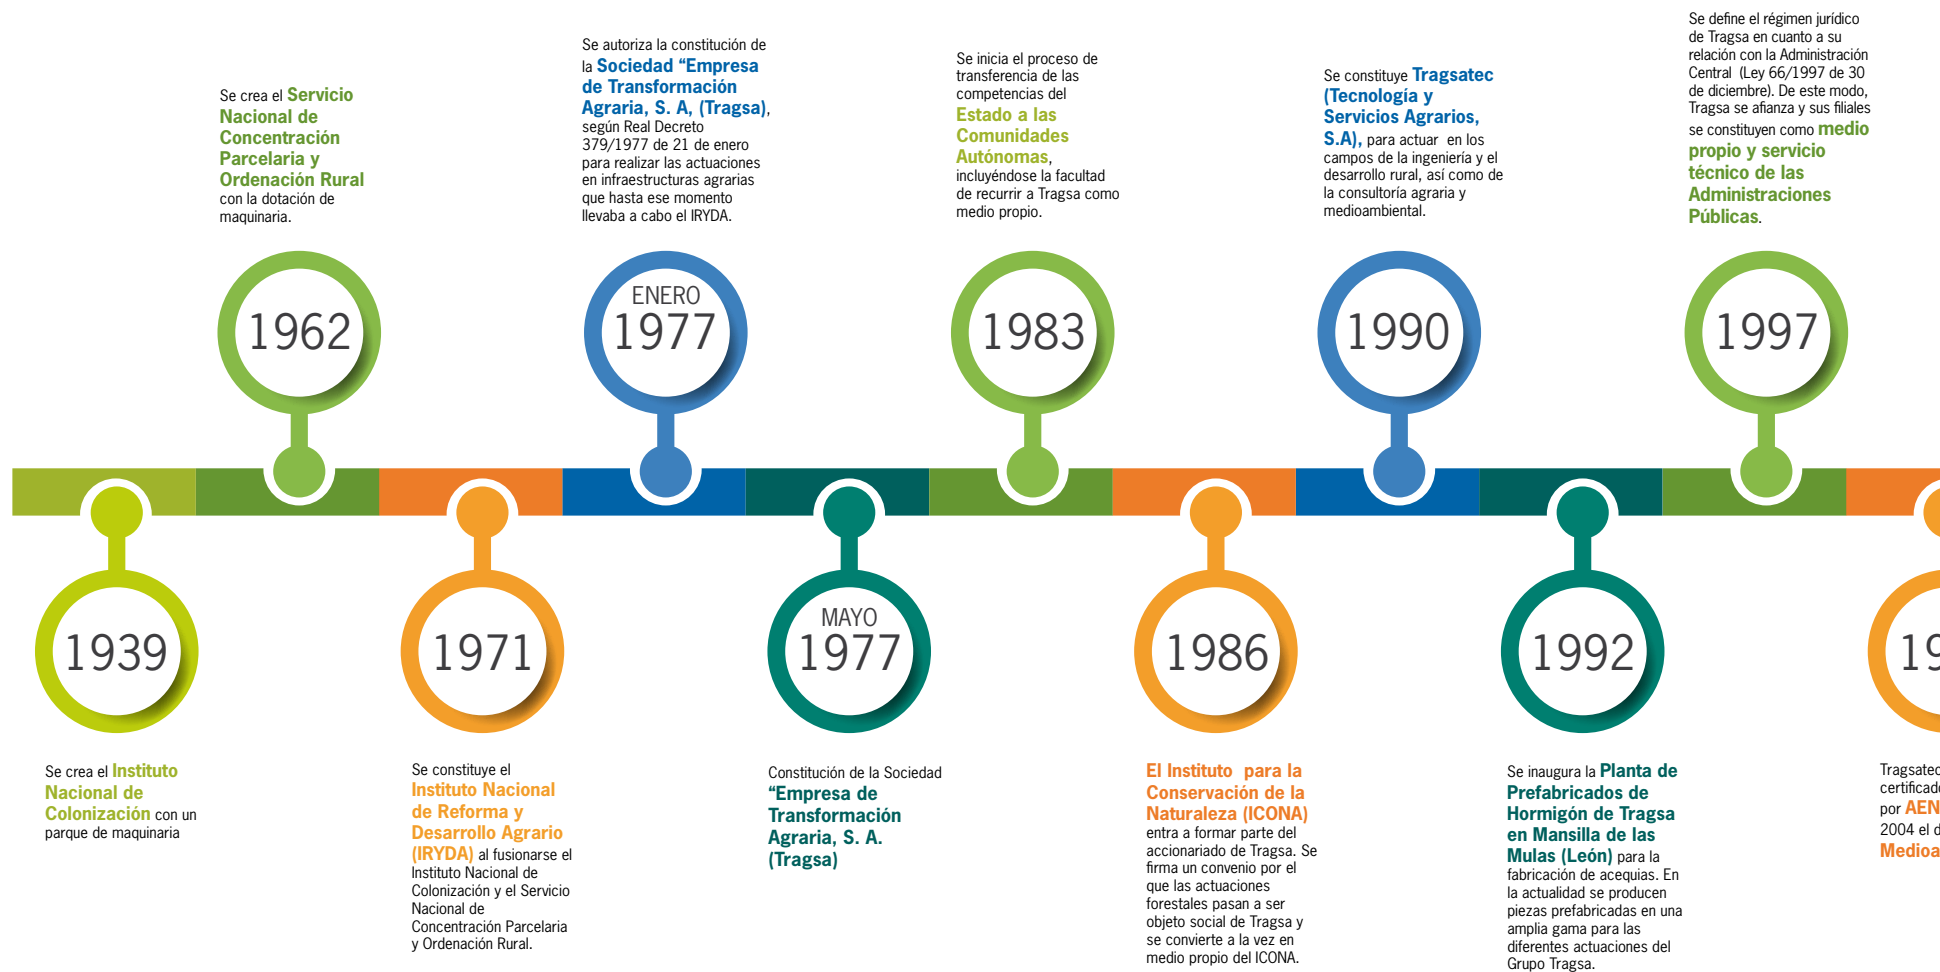 Se crea el Servicio
Nacional de
Concentración
Parcelaria y
Ordenación Rural
con la dotación de
maquinaria.
Se autoriza la constitución de
la Sociedad “Empresa
de Transformación
Agraria, S. A, (Tragsa),
según Real Decreto
379/1977 de 21 de enero
para realizar las actuaciones
en infraestructuras agrarias
que hasta ese momento
llevaba a cabo el IRYDA.
Se inicia el proceso de
transferencia de las
competencias del
Estado a las
Comunidades
Autónomas,
incluyéndose la facultad
de recurrir a Tragsa como
medio propio.
Se constituye Tragsatec
(Tecnología y
Servicios Agrarios,
S.A), para actuar en los
campos de la ingeniería y el
desarrollo rural, así como de
la consultoría agraria y
medioambiental.
Se define el régimen jurídico
de Tragsa en cuanto a su
relación con la Administración
Central (Ley 66/1997 de 30
de diciembre). De este modo,
Tragsa se afianza y sus filiales
se constituyen como medio
propio y servicio
técnico de las
Administraciones
Públicas.
1962
ENERO
1977
1983
1990
1997
1939
1971
MAYO
1977
1986
1992
Se crea el Instituto
Nacional de
Colonización con un
parque de maquinaria
Se constituye el
Instituto Nacional
de Reforma y
Desarrollo Agrario
(IRYDA) al fusionarse el
Instituto Nacional de
Colonización y el Servicio
Nacional de
Concentración Parcelaria
y Ordenación Rural.
Constitución de la Sociedad
“Empresa de
Transformación
Agraria, S. A.
(Tragsa)
El Instituto para la
Conservación de la
Naturaleza (ICONA)
entra a formar parte del
accionariado de Tragsa. Se
firma un convenio por el
que las actuaciones
forestales pasan a ser
objeto social de Tragsa y
se convierte a la vez en
medio propio del ICONA.
Se inaugura la Planta de
Prefabricados de
Hormigón de Tragsa
en Mansilla de las
Mulas (León) para la
fabricación de acequias. En
la actualidad se producen
piezas prefabricadas en una
amplia gama para las
diferentes actuaciones del
Grupo Tragsa.
Tragsatec
por
2004 el